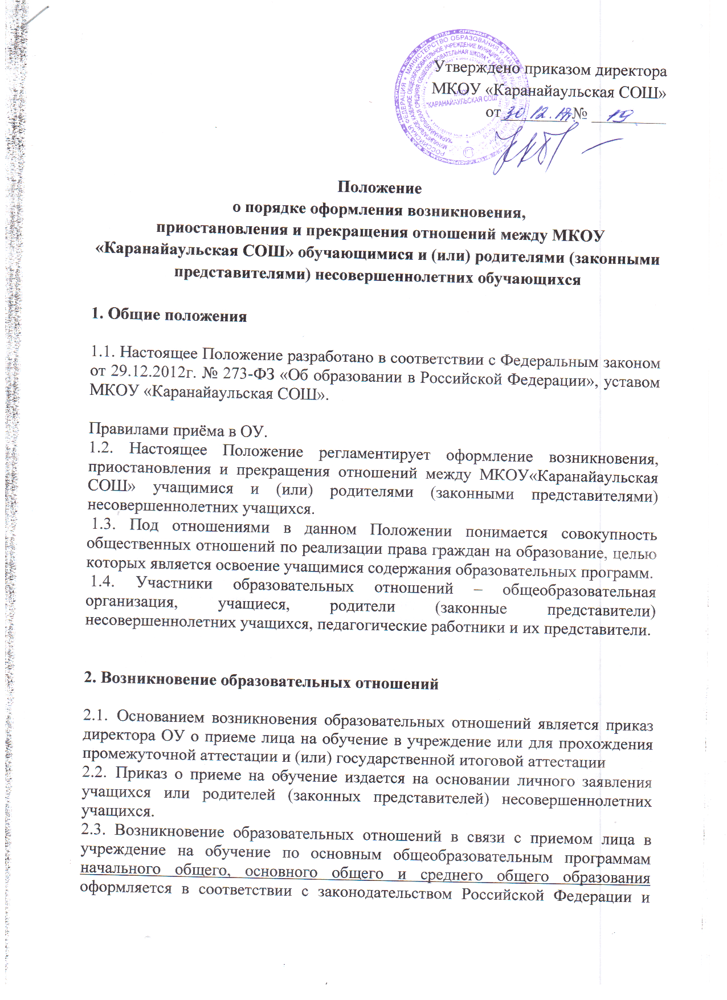 Утверждено приказом директора
МКОУ «Каранайаульская СОШ»
от 30.12. № 19
МКОУ
"КАРАНАЙАУЛЬСКАЯ СОШ"
Положение
о порядке оформления возникновения,
приостановления и прекращения отношений между МКОУ
«Каранайаульская СОШ» обучающимися и (или) родителями (законными
представителями) несовершеннолетних обучающихся
1. Общие положения
1.1. Настоящее Положение разработано в соответствии с Федеральным законом
от 29.12.2012г. № 273-ФЗ «Об образовании в Российской Федерации», уставом
МКОУ «Каранайаульская СОШ».
Правилами приёма в ОУ.
1.2. Настоящее Положение регламентирует оформление возникновения,
приостановления и прекращения отношений между МКОУ«Каранайаульская
СОШ» учащимися и (или) родителями (законными представителями)
несовершеннолетних учащихся.
1.3. Под отношениями в данном Положении понимается совокупность
общественных отношений по реализации права граждан на образование, целью
которых является освоение учащимися содержания образовательных программ.
1.4. Участники образовательных отношений – общеобразовательная
организация, учащиеся, родители (законные представители)
несовершеннолетних учащихся, педагогические работники и их представители.
2. Возникновение образовательных отношений
2.1. Основанием возникновения образовательных отношений является приказ
директора ОУ о приеме лица на обучение в учреждение или для прохождения
промежуточной аттестации и (или) государственной итоговой аттестации
2.2. Приказ о приеме на обучение издается на основании личного заявления
учащихся или родителей (законных представителей) несовершеннолетних
учащихся.
2.3. Возникновение образовательных отношений в связи с приемом лица в
учреждение на обучение по основным общеобразовательным программам
начального общего, основного общего и среднего общего образования
оформляется в соответствии с законодательством Российской Федерации и